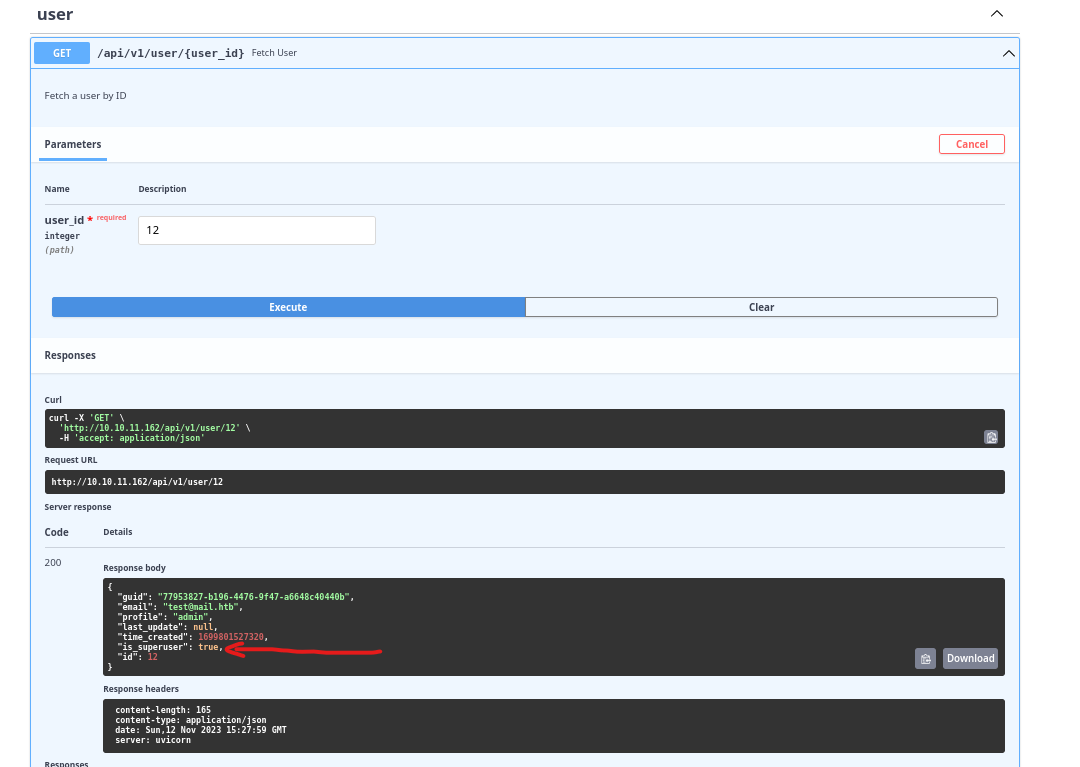 user
GET /api/v1/user/{user_id} Fetch User
Fetch a user by ID
Parameters Cancel
Name Description
user_id * required 12
integer
(path)
Execute Clear
Responses
Curl
curl -X 'GET' \
'http://10.10.11.162/api/v1/user/12' \
-H 'accept: application/json'
Request URL
http://10.10.11.162/api/v1/user/12
Server response
Code Details
200
Response body
{
"guid": "77953827-b196-4476-9f47-a6648c40440b",
"email": "test@mail.htb",
"profile": "admin",
"last_update": null,
"time_created": 1699801527320,
"is_superuser": true,
"id": 12
}
Download
Response headers
content-length: 165
content-type: application/json
date: Sun,12 Nov 2023 15:27:59 GMT
server: uvicorn
Responses